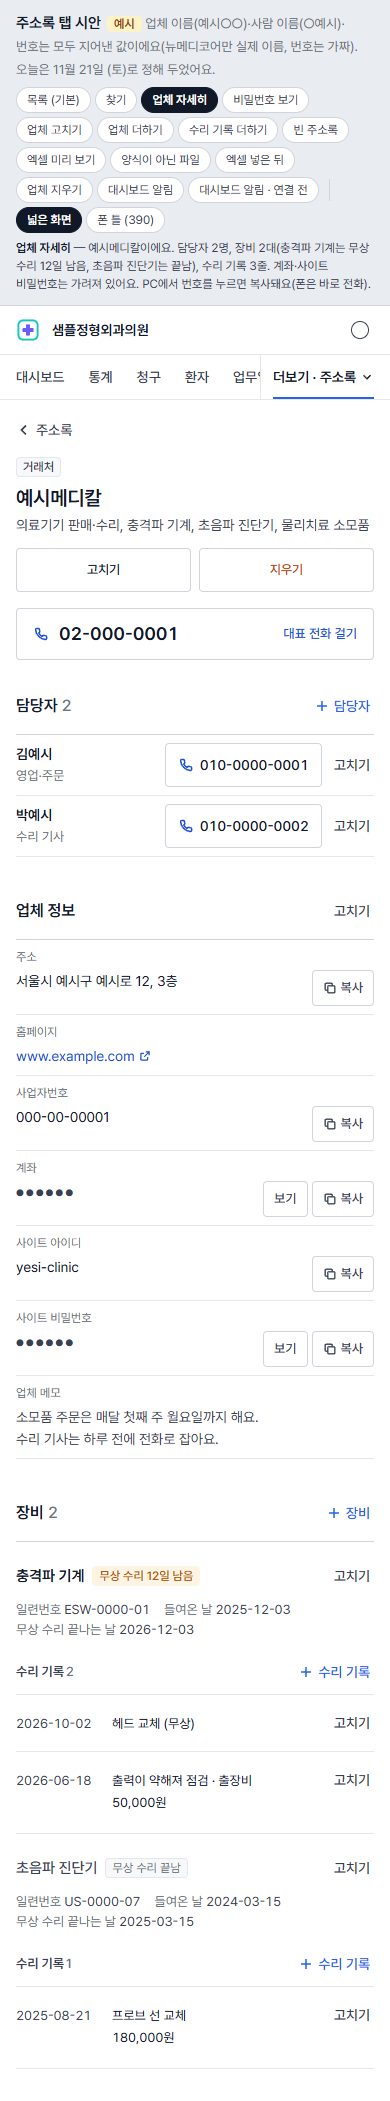 주소록 탭 시안 예시 업체 이름(예시○○)·사람 이름(○예시)·
번호는 모두 지어낸 값이에요(뉴메디코어만 실제 이름, 번호는 가짜).
오늘은 11월 21일 (토)로 정해 두었어요.
목록 (기본) 찾기 업체 자세히 비밀번호 보기
업체 고치기 업체 더하기 수리 기록 더하기 빈 주소록
엑셀 미리 보기 양식이 아닌 파일 엑셀 넣은 뒤
업체 지우기 대시보드 알림 대시보드 알림 · 연결 전
넓은 화면 폰 틀 (390)
업체 자세히 — 예시메디칼이에요. 담당자 2명, 장비 2대(충격파 기계는 무상
수리 12일 남음, 초음파 진단기는 끝남), 수리 기록 3줄. 계좌·사이트
비밀번호는 가려져 있어요. PC에서 번호를 누르면 복사돼요(폰은 바로 전화).
샘플정형외과의원
대시보드 통계 청구 환자 더보기 · 주소록
주소록
거래처
예시메디칼
의료기기 판매·수리, 충격파 기계, 초음파 진단기, 물리치료 소모품
고치기 지우기
02-000-0001 대표 전화 걸기
담당자 2 + 담당자
김예시 010-0000-0001 고치기
영업·주문
박예시 010-0000-0002 고치기
수리 기사
업체 정보 고치기
주소
서울시 예시구 예시로 12, 3층 복사
홈페이지
www.example.com
사업자번호
000-00-00001 복사
계좌
●●●●●● 보기 복사
사이트 아이디
yesi-clinic 복사
사이트 비밀번호
●●●●●● 보기 복사
업체 메모
소모품 주문은 매달 첫째 주 월요일까지 해요.
수리 기사는 하루 전에 전화로 잡아요.
장비 2 + 장비
충격파 기계 무상 수리 12일 남음 고치기
일련번호 ESW-0000-01 들여온 날 2025-12-03
무상 수리 끝나는 날 2026-12-03
수리 기록 2 + 수리 기록
2026-10-02 헤드 교체 (무상) 고치기
2026-06-18 출력이 약해져 점검 · 출장비 고치기
50,000원
초음파 진단기 무상 수리 끝남 고치기
일련번호 US-0000-07 들여온 날 2024-03-15
무상 수리 끝나는 날 2025-03-15
수리 기록 1 + 수리 기록
2025-08-21 프로브 선 교체 고치기
180,000원